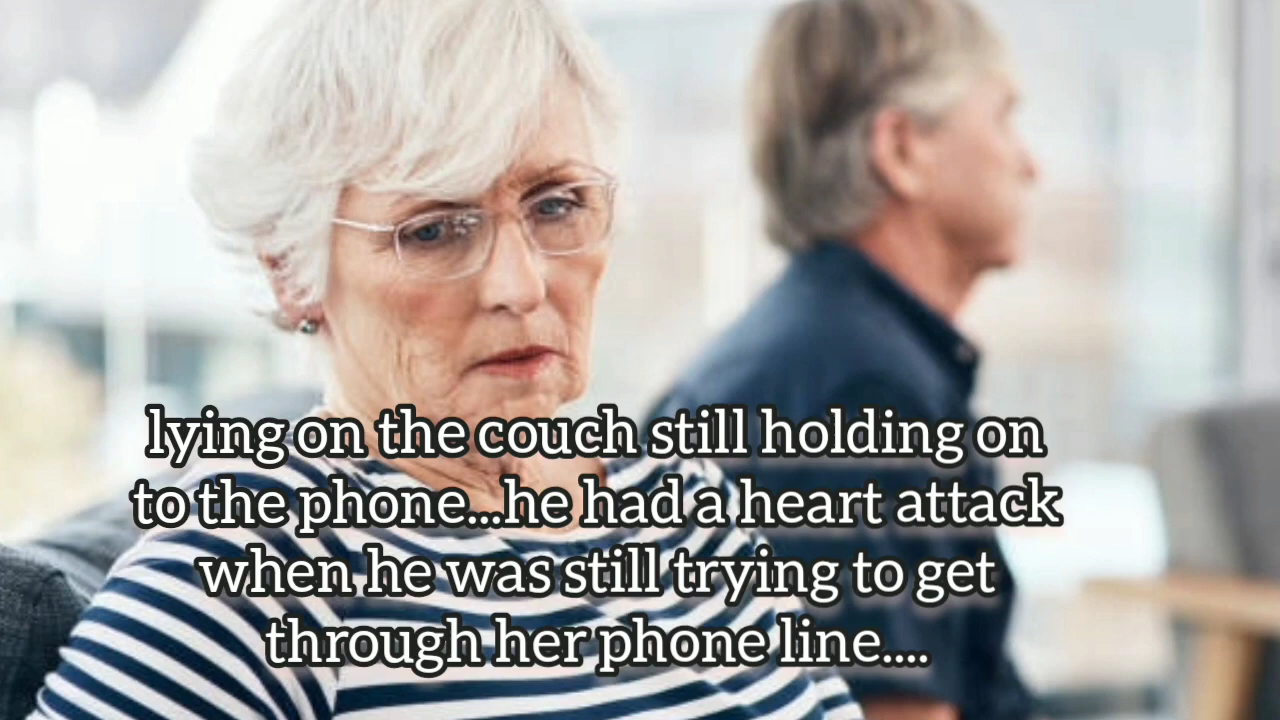 lying on the couch still holding on
to the phone...he had a heart attack
when he was still trying to get
through her phone line....